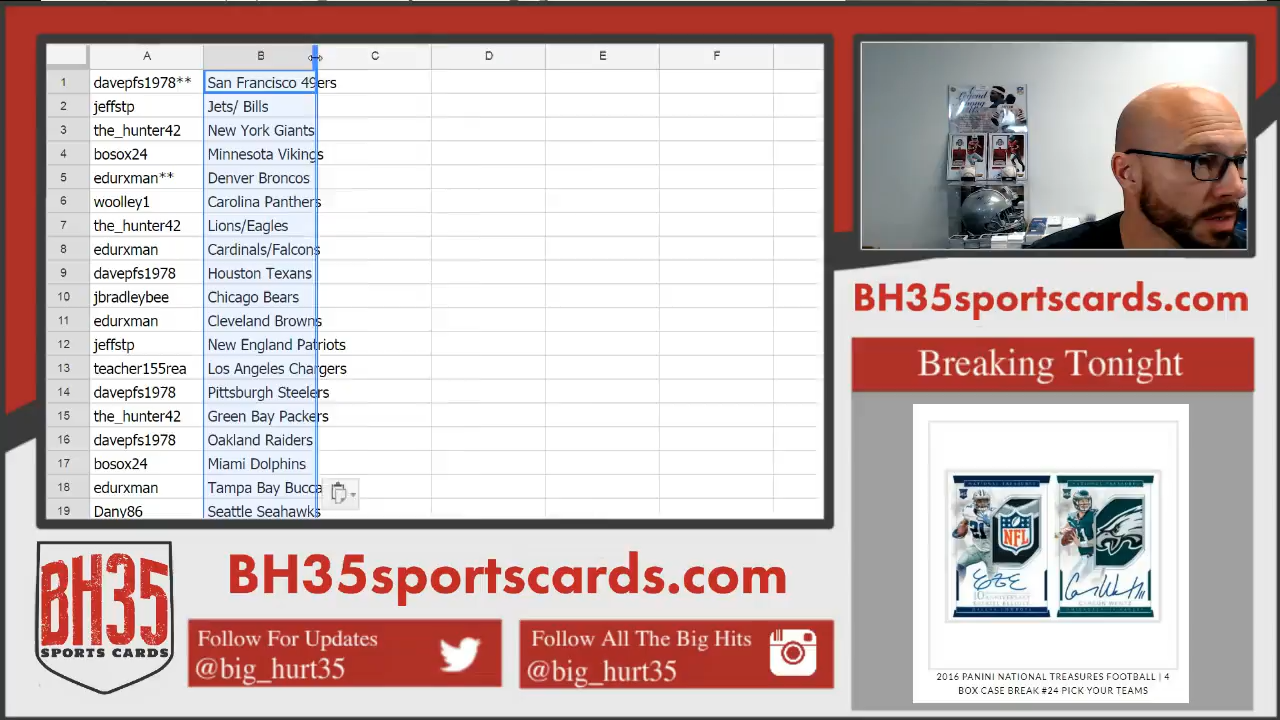 A B C D E F
1 davepfs1978** San Francisco 49ers
2 jeffstp Jets/ Bills
3 the_hunter42 New York Giants
4 bosox24 Minnesota Vikings
5 edurxman** Denver Broncos
6 woolley1 Carolina Panthers
7 the_hunter42 Lions/Eagles
8 edurxman Cardinals/Falcons
9 davepfs1978 Houston Texans
10 jbradleybee Chicago Bears
11 edurxman Cleveland Browns
12 jeffstp New England Patriots
13 teacher155rea Los Angeles Chargers
14 davepfs1978 Pittsburgh Steelers
15 the_hunter42 Green Bay Packers
16 davepfs1978 Oakland Raiders
17 bosox24 Miami Dolphins
18 edurxman Tampa Bay Bucca
19 Dany86 Seattle Seahawks
BH35sportscards.com
Breaking Tonight
NATIONAL TREASURES NATIONAL TREASURES
NFL
2016 PANINI NATIONAL TREASURES FOOTBALL | 4
BOX CASE BREAK #24 PICK YOUR TEAMS
BH35
SPORTS CARDS
BH35sportscards.com
Follow For Updates
@big_hurt35
Follow All The Big Hits
@big_hurt35